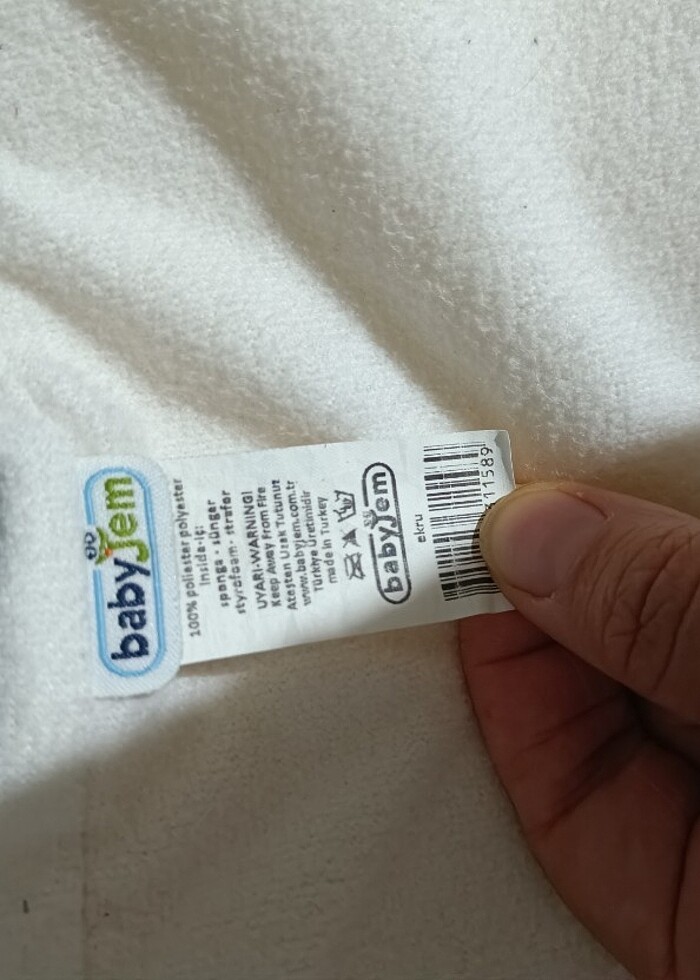 babyjem
100% poliester polyester
inside-iç:
sponge - sünger
styrofoam - strafor
UYARI-WARNING!
Keep Away From Fire
Ateşten Uzak Tutunuz
www.babyjem.com.tr
Türkiye Üretimidir
made in Turkey
babyjem
ekru
11589